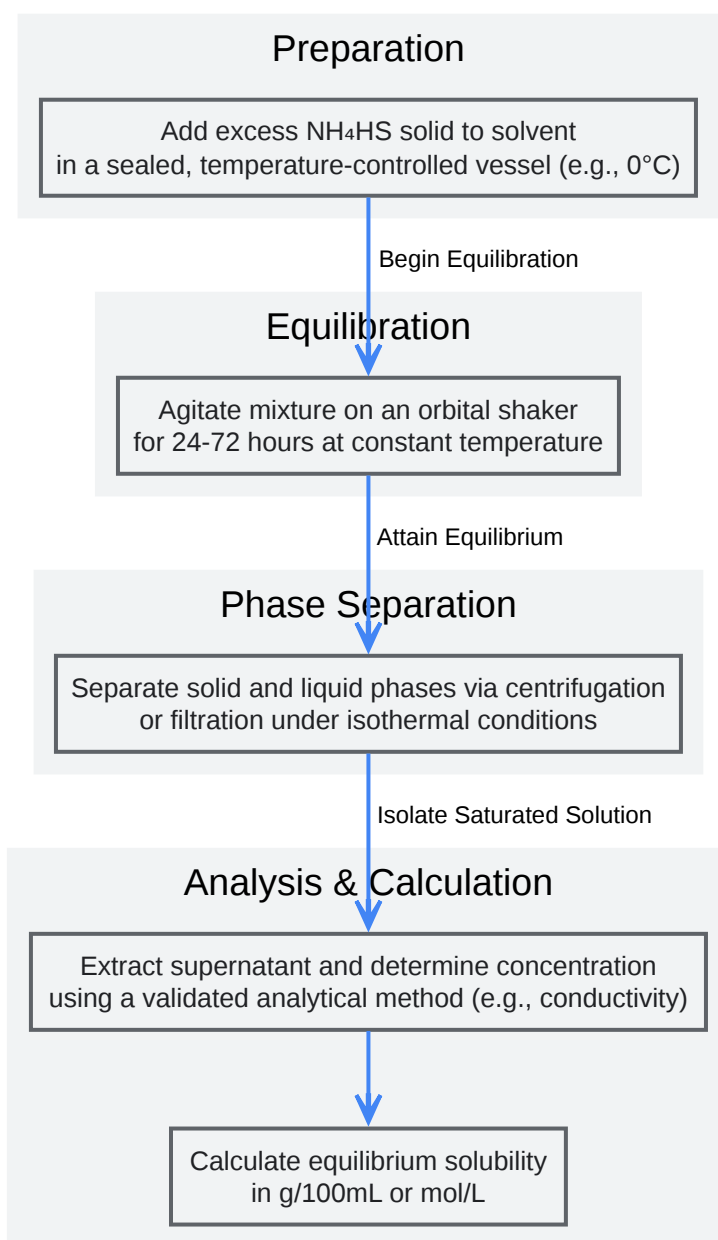 Preparation
Add excess NH₄HS solid to solvent
in a sealed, temperature-controlled vessel (e.g., 0°C)
Begin Equilibration
Equilibration
Agitate mixture on an orbital shaker
for 24-72 hours at constant temperature
Attain Equilibrium
Phase Separation
Separate solid and liquid phases via centrifugation
or filtration under isothermal conditions
Isolate Saturated Solution
Analysis & Calculation
Extract supernatant and determine concentration
using a validated analytical method (e.g., conductivity)
Calculate equilibrium solubility
in g/100mL or mol/L